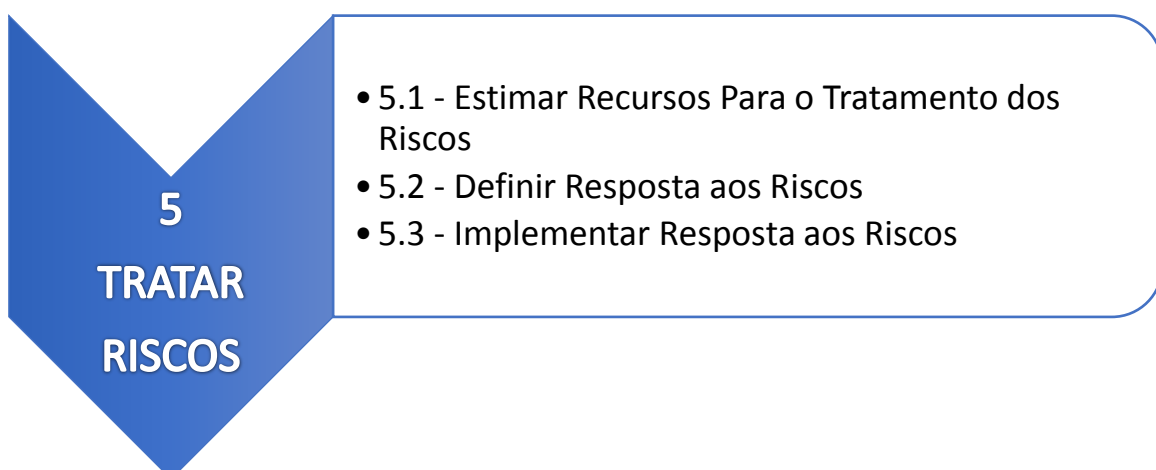 5
TRATAR
RISCOS
• 5.1 - Estimar Recursos Para o Tratamento dos
Riscos
• 5.2 - Definir Resposta aos Riscos
• 5.3 - Implementar Resposta aos Riscos